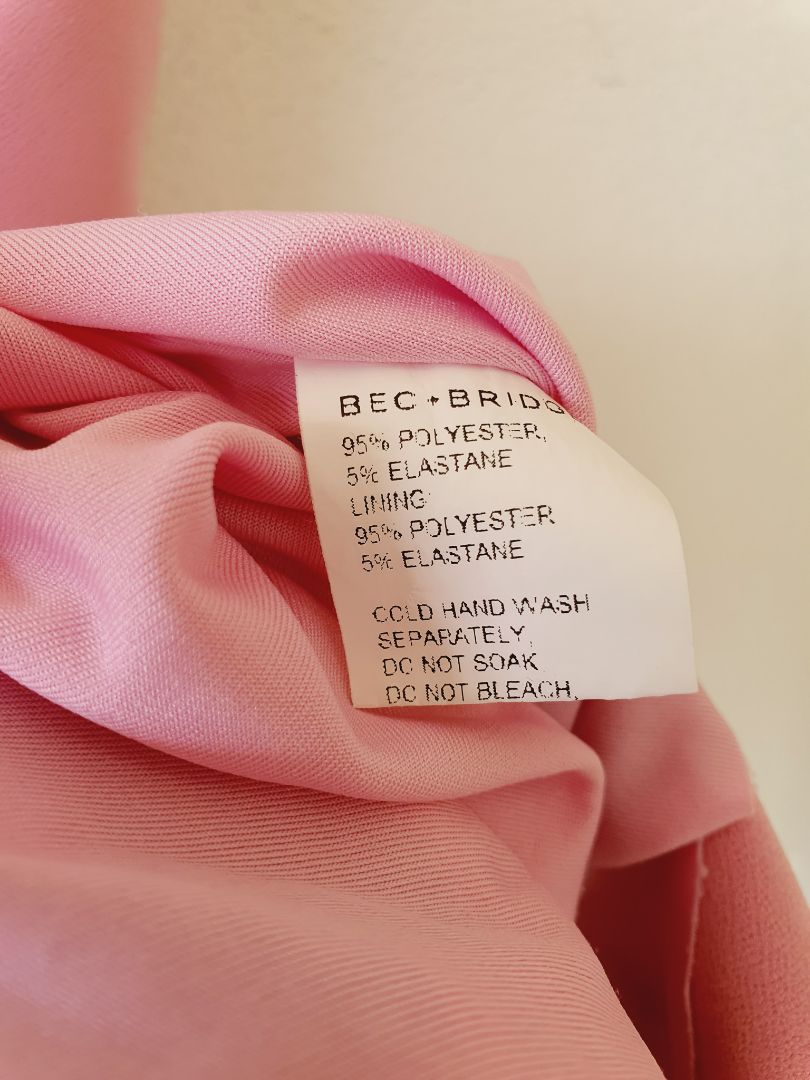 BEC + BRIDG
95% POLYESTER,
5% ELASTANE
LINING
95% POLYESTER
5% ELASTANE
COLD HAND WASH
SEPARATELY,
DO NOT SOAK
DO NOT BLEACH,